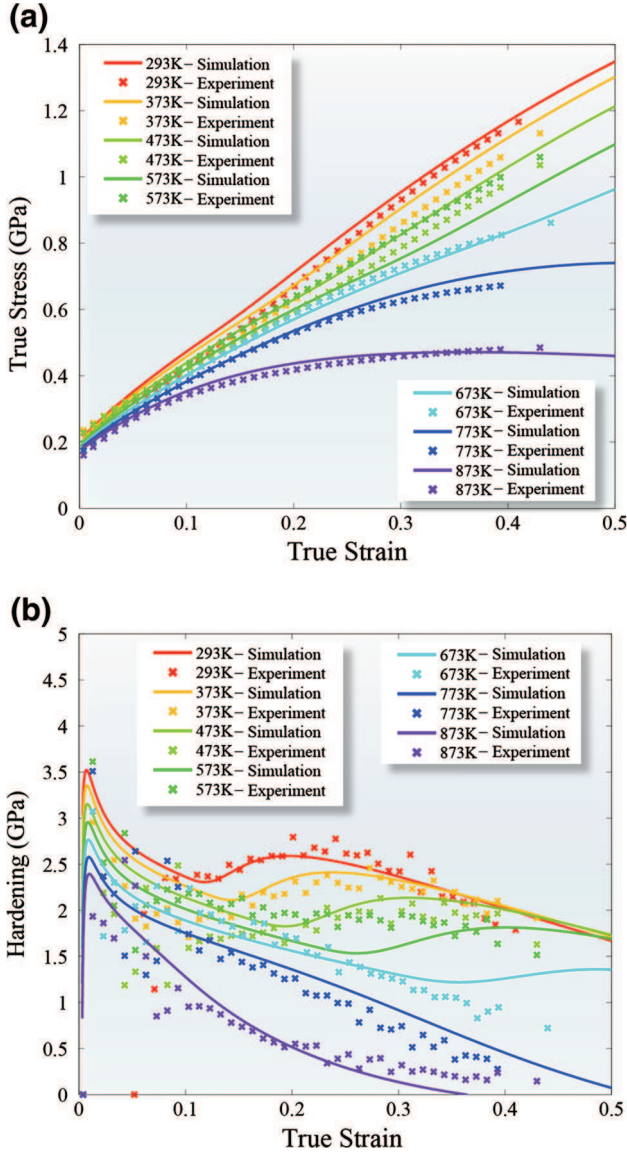 (a)
1.4
1.2
1
0.8
0.6
0.4
0.2
0
True Stress (GPa)
293K– Simulation
293K– Experiment
373K– Simulation
373K– Experiment
473K– Simulation
473K– Experiment
573K– Simulation
573K– Experiment
673K– Simulation
673K– Experiment
773K– Simulation
773K– Experiment
873K– Simulation
873K– Experiment
0 0.1 0.2 0.3 0.4 0.5
True Strain
(b)
5
4.5
4
3.5
3
2.5
2
1.5
1
0.5
0
Hardening (GPa)
293K– Simulation
293K– Experiment
373K– Simulation
373K– Experiment
473K– Simulation
473K– Experiment
573K– Simulation
573K– Experiment
673K– Simulation
673K– Experiment
773K– Simulation
773K– Experiment
873K– Simulation
873K– Experiment
0 0.1 0.2 0.3 0.4 0.5
True Strain